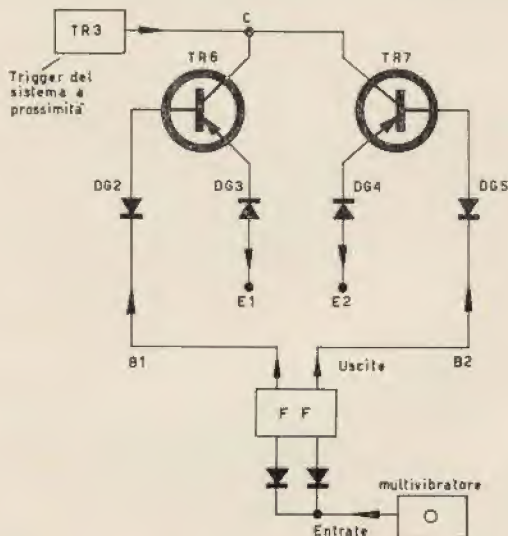 TR3
C
Trigger del
sistema a
prossimità
TR6
TR7
DG2
DG3
DG4
DG5
E1
E2
B1
Uscite
B2
F F
multivibratore
Entrate